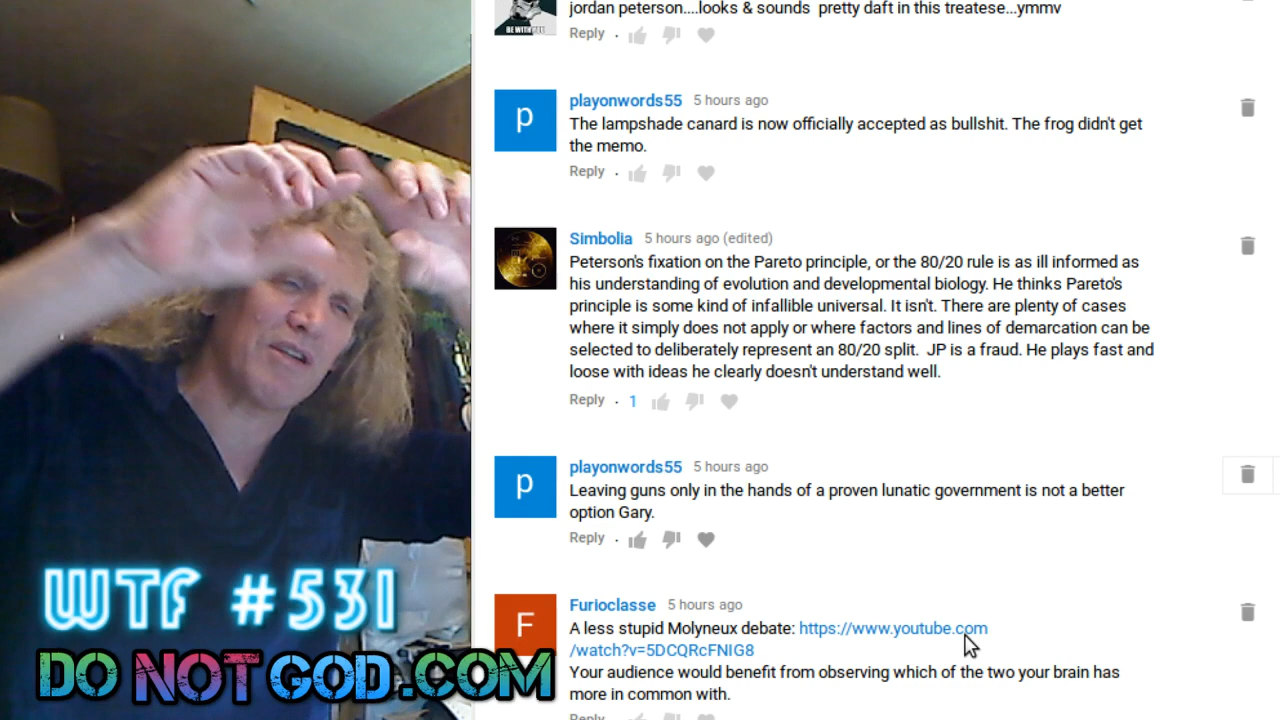 jordan peterson....looks & sounds  pretty daft in this treatese...ymmv
BE WITH YOU
Reply .
playonwords55 5 hours ago
The lampshade canard is now officially accepted as bullshit. The frog didn't get
the memo.
Reply .
Simbolia 5 hours ago (edited)
Peterson's fixation on the Pareto principle, or the 80/20 rule is as ill informed as
his understanding of evolution and developmental biology. He thinks Pareto's
principle is some kind of infallible universal. It isn't. There are plenty of cases
where it simply does not apply or where factors and lines of demarcation can be
selected to deliberately represent an 80/20 split.  JP is a fraud. He plays fast and
loose with ideas he clearly doesn't understand well.
Reply . 1
playonwords55 5 hours ago
Leaving guns only in the hands of a proven lunatic government is not a better
option Gary.
Reply .
Furioclasse 5 hours ago
A less stupid Molyneux debate: https://www.youtube.com
/watch?v=5DCQRcFNIG8
Your audience would benefit from observing which of the two your brain has
more in common with.
Reply
p
p
F
WTF #531
DO NOT GOD.COM